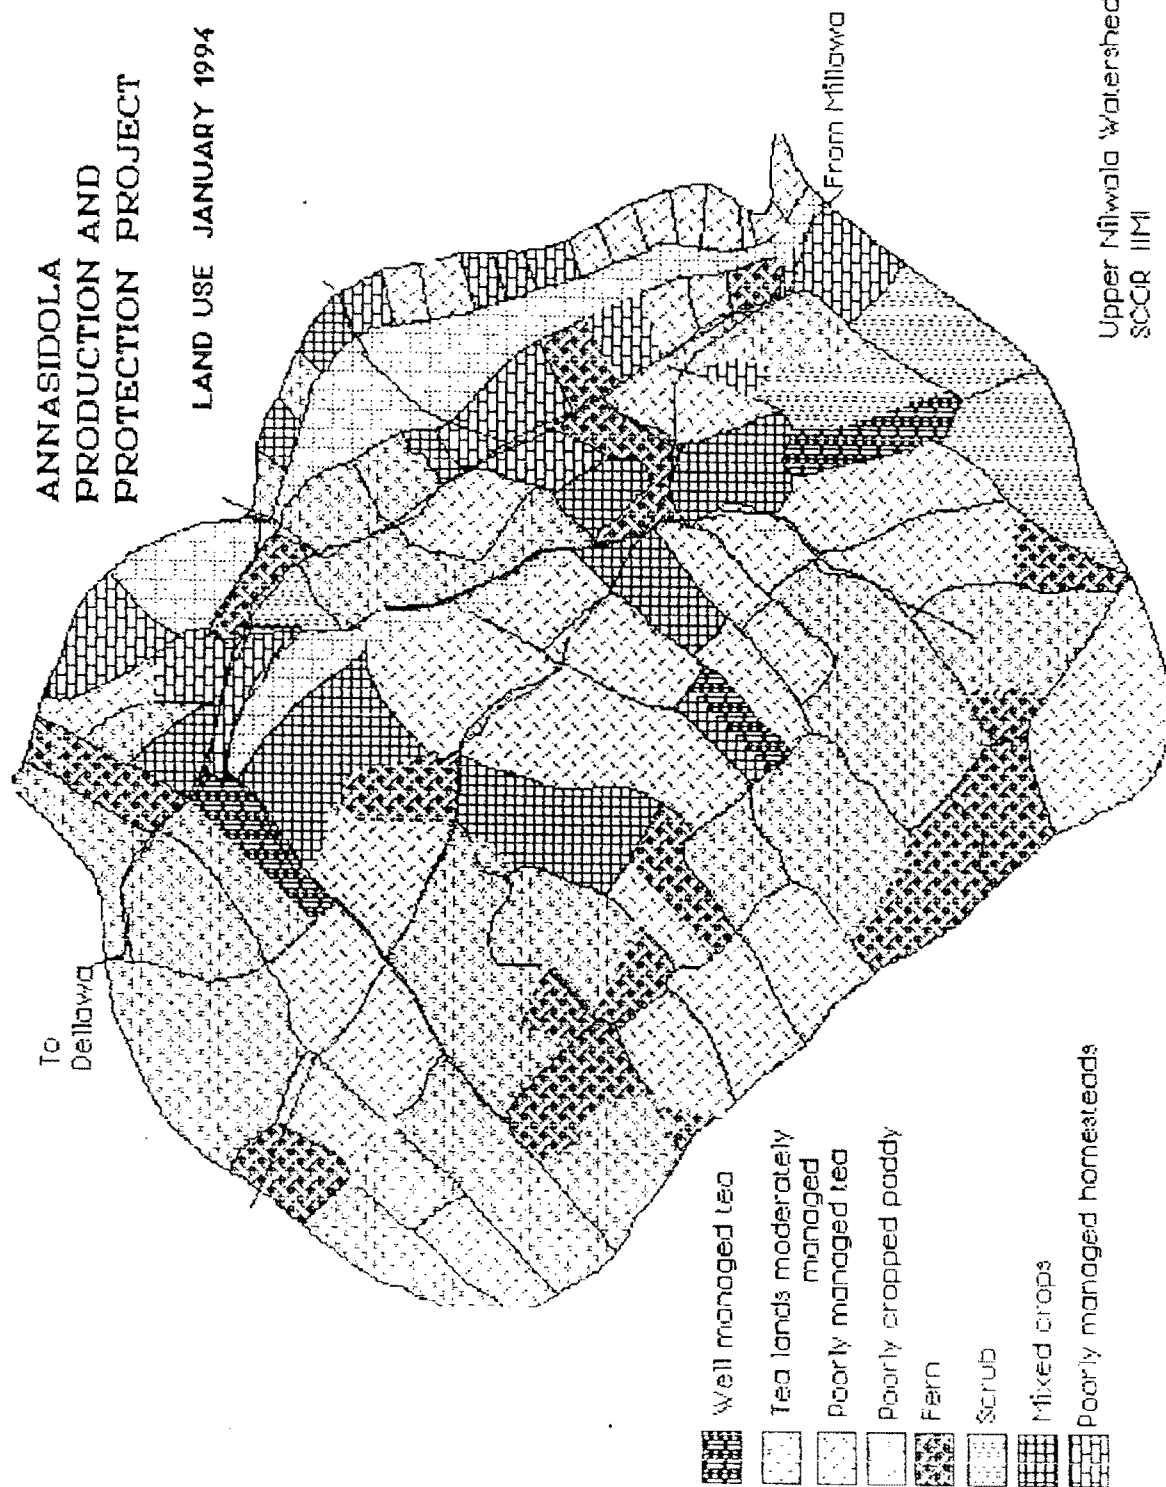 ANNASIDOLA
PRODUCTION AND
PROTECTION PROJECT
LAND USE JANUARY 1994
To
Dellawa
From Millawa
Well managed tea
Tea lands moderately
managed
Poorly managed tea
Poorly cropped paddy
Fern
Scrub
Mixed crops
Poorly managed homesteads
Upper Nilwala Watershed
SCOR IIMI